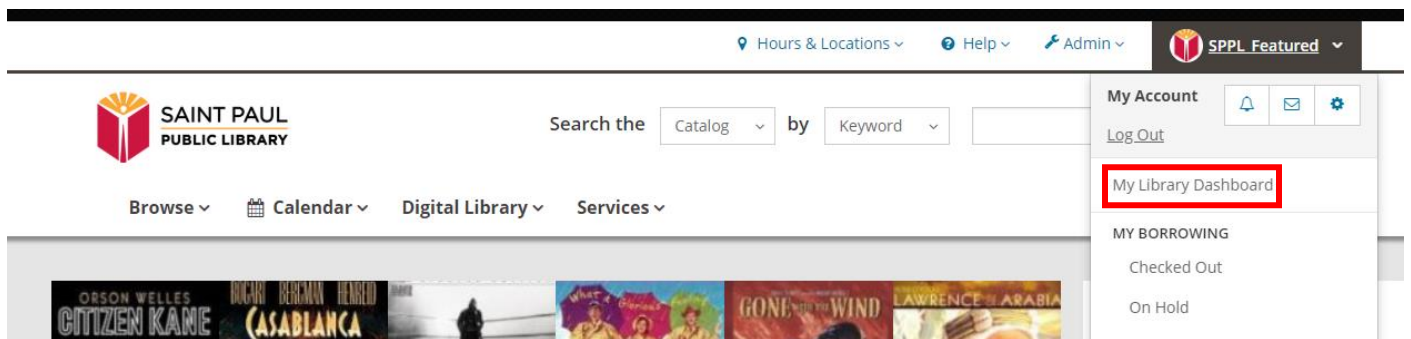 Hours & Locations
Help
Admin
SPPL_Featured
SAINT PAUL
PUBLIC LIBRARY
Search the
Catalog
by
Keyword
My Account
Log Out
My Library Dashboard
MY BORROWING
Checked Out
On Hold
Browse
Calendar
Digital Library
Services
ORSON WELLES
CITIZEN KANE
BOGART BERGMAN HENREID
CASABLANCA
What A Glorious
GONE WITH THE WIND
LAWRENCE OF ARABIA